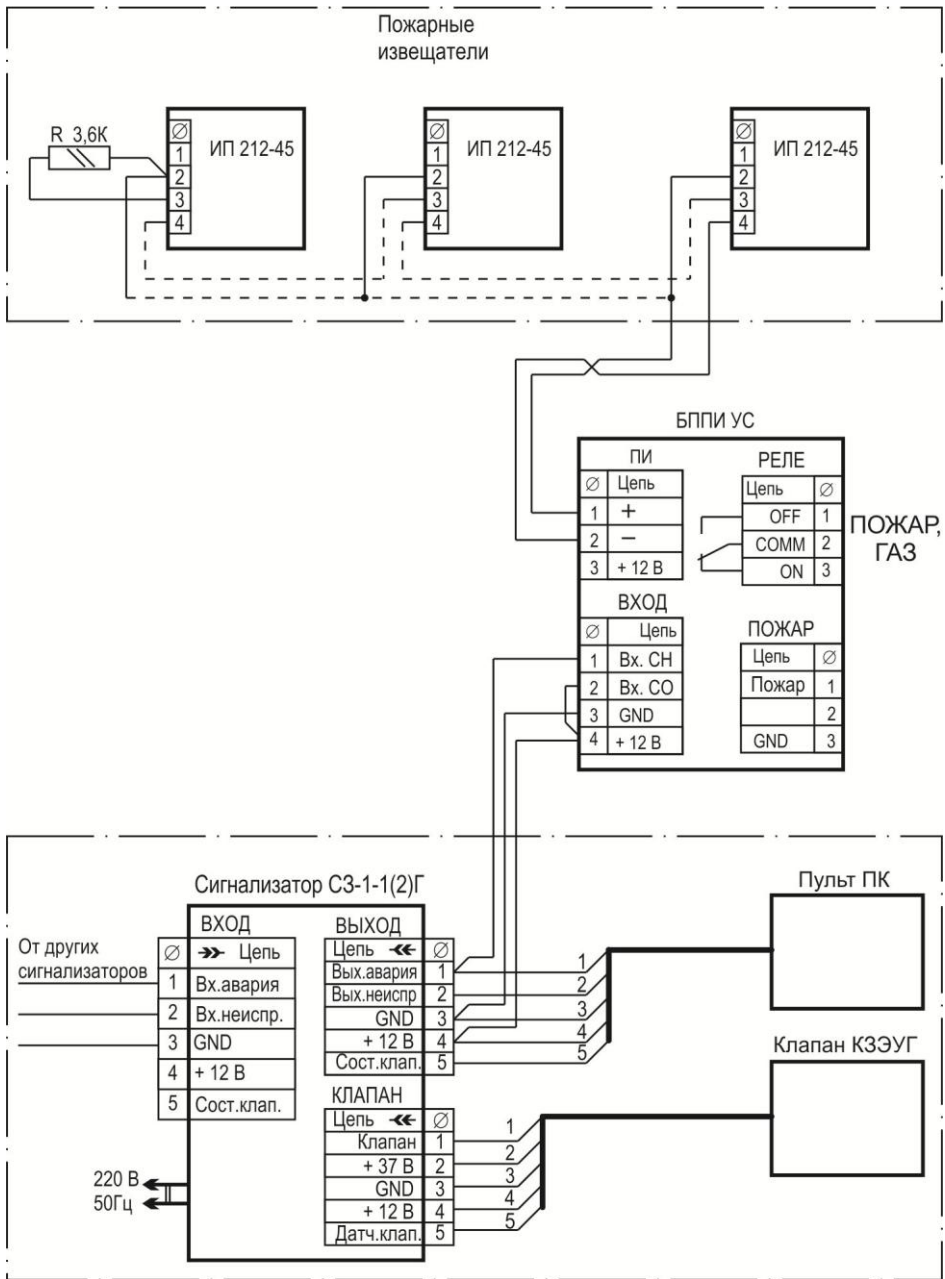 Пожарные
извещатели
R 3,6К
∅
1
2
3
4
ИП 212-45
∅
1
2
3
4
ИП 212-45
∅
1
2
3
4
ИП 212-45
БППИ УС
ПИ
∅ Цепь
1 +
2 −
3 + 12 В
РЕЛЕ
Цепь ∅
OFF 1
COMM 2
ON 3
ПОЖАР,
ГАЗ
ВХОД
∅ Цепь
1 Вх. СН
2 Вх. СО
3 GND
4 + 12 В
ПОЖАР
Цепь ∅
Пожар 1
2
GND 3
Сигнализатор СЗ-1-1(2)Г
От других
сигнализаторов
ВХОД
∅ Цепь
1 Вх.авария
2 Вх.неиспр.
3 GND
4 + 12 В
5 Сост.клап.
ВЫХОД
Цепь ∅
Вых.авария 1
Вых.неиспр 2
GND 3
+ 12 В 4
Сост.клап. 5
1
2
3
4
5
Пульт ПК
КЛАПАН
Цепь ∅
Клапан 1
+ 37 В 2
GND 3
+ 12 В 4
Датч.клап. 5
1
2
3
4
5
Клапан КЗЭУГ
220 В
50Гц